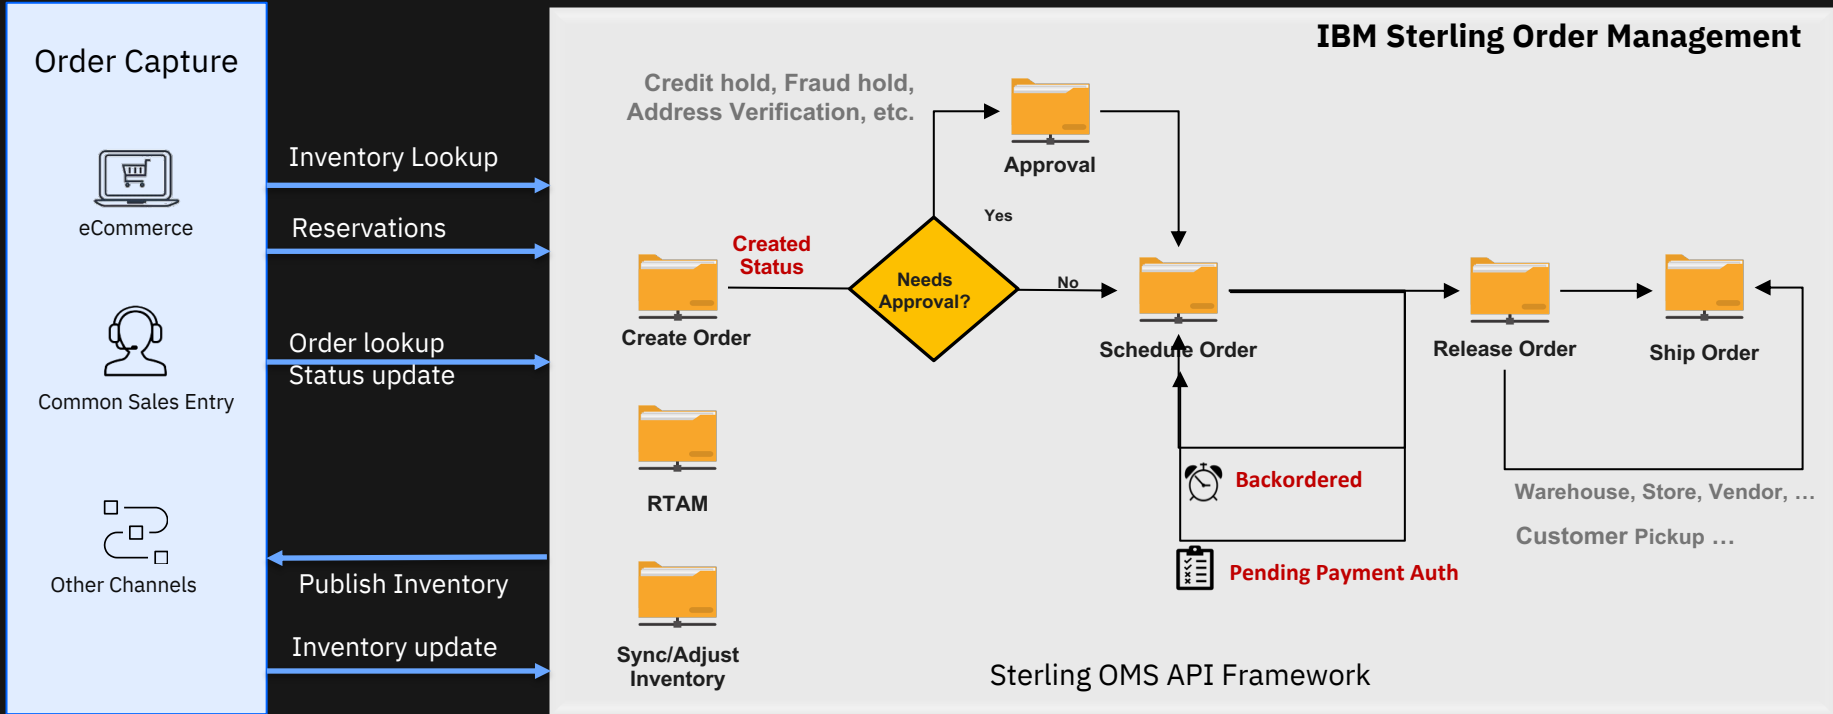 Order Capture
eCommerce
Common Sales Entry
Other Channels
Inventory Lookup
Reservations
Order lookup
Status update
Publish Inventory
Inventory update
IBM Sterling Order Management
Credit hold, Fraud hold,
Address Verification, etc.
Approval
Yes
Created
Status
Needs
Approval?
No
Create Order
Schedule Order
Release Order
Ship Order
RTAM
Backordered
Pending Payment Auth
Warehouse, Store, Vendor, …
Customer Pickup …
Sync/Adjust
Inventory
Sterling OMS API Framework